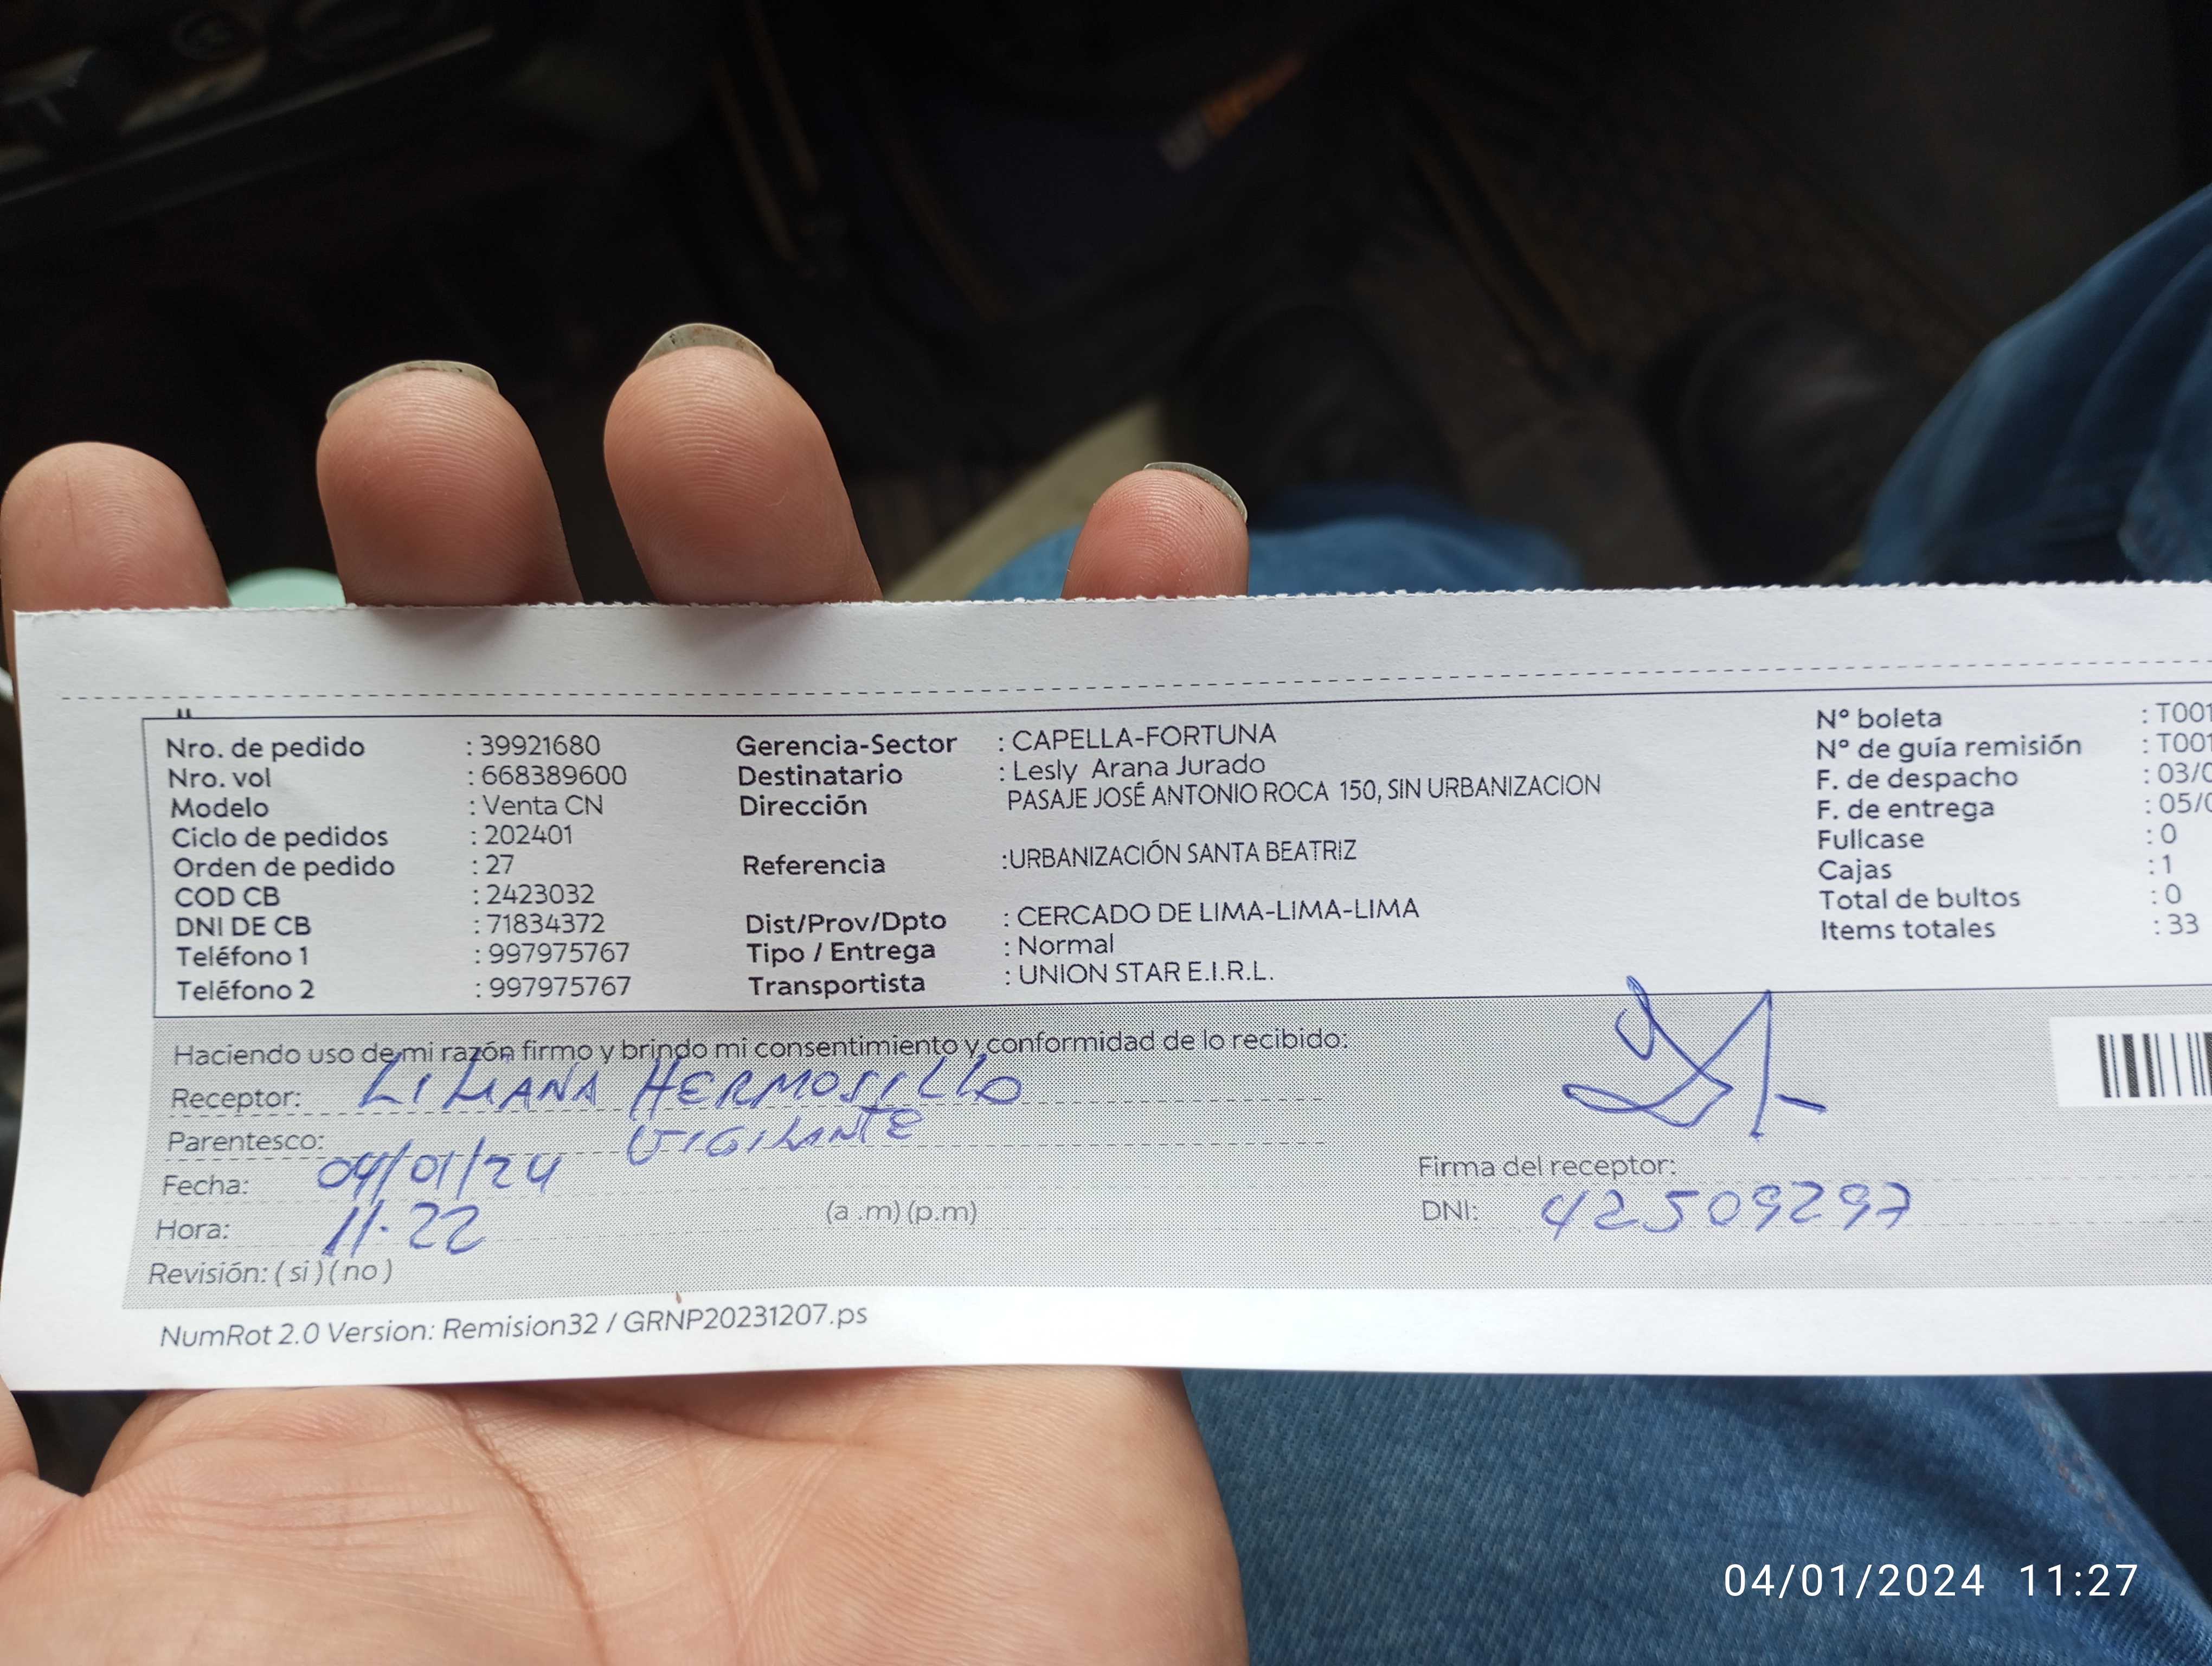 Nro. de pedido : 39921680
Nro. vol : 668389600
Modelo : Venta CN
Ciclo de pedidos : 202401
Orden de pedido : 27
COD CB : 2423032
DNI DE CB : 71834372
Teléfono 1 : 997975767
Teléfono 2 : 997975767
Gerencia-Sector : CAPELLA-FORTUNA
Destinatario : Lesly Arana Jurado
Dirección PASAJE JOSÉ ANTONIO ROCA 150, SIN URBANIZACION
Referencia :URBANIZACIÓN SANTA BEATRIZ
Dist/Prov/Dpto : CERCADO DE LIMA-LIMA-LIMA
Tipo / Entrega : Normal
Transportista : UNION STAR E.I.R.L.
Nº boleta : T001
Nº de guía remisión : T001
F. de despacho : 03/0
F. de entrega : 05/0
Fullcase : 0
Cajas : 1
Total de bultos : 0
Items totales : 33
Haciendo uso de mi razón firmo y brindo mi consentimiento y conformidad de lo recibido:
Receptor: LILIANA HERMOSILLO
Parentesco: VIGILANTE
Fecha: 04/01/24
Hora: 11.22 (a .m) (p.m)
Revisión: ( si ) ( no )
Firma del receptor:
DNI: 42509297
NumRot 2.0 Version: Remision32 / GRNP20231207.ps
04/01/2024 11:27